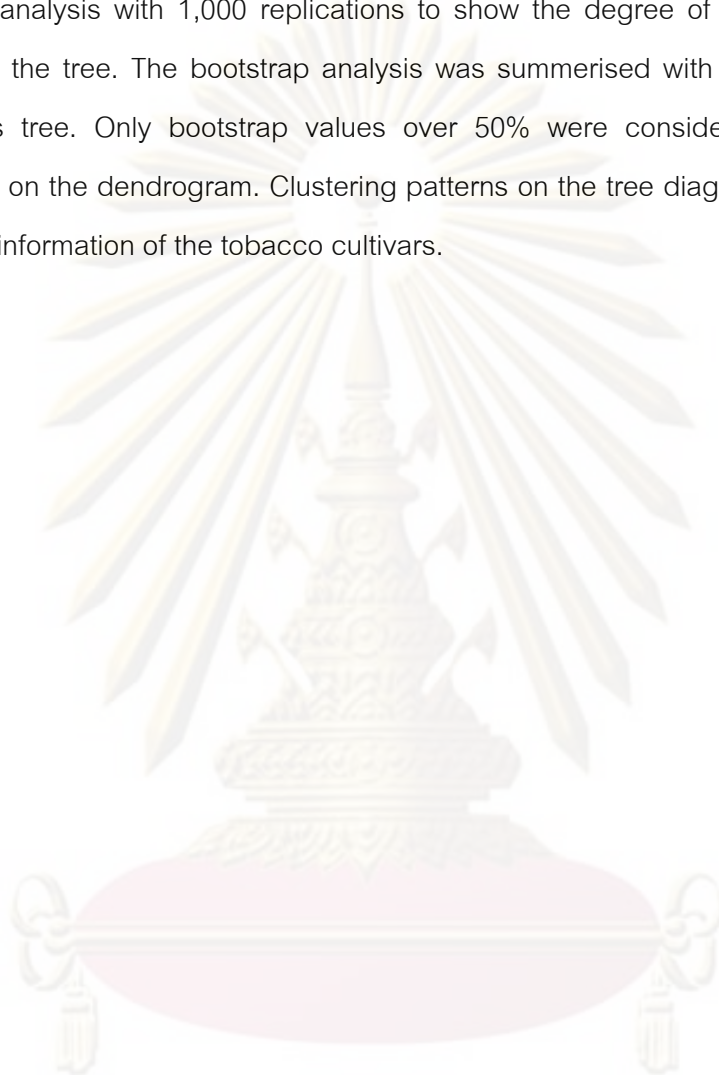 analysis with 1,000 replications to show the degree of
the tree. The bootstrap analysis was summerised with
tree. Only bootstrap values over 50% were
on the dendrogram. Clustering patterns on the tree
information of the tobacco cultivars.